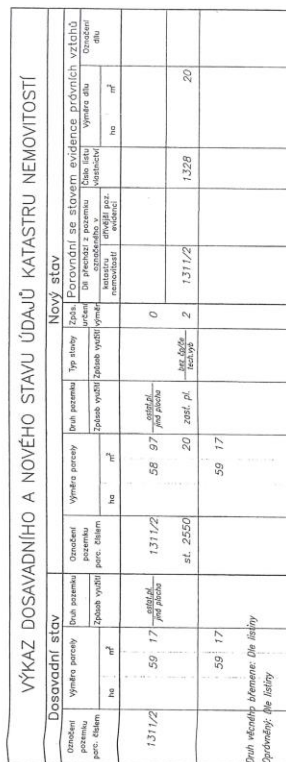 VÝKAZ DOSAVADNÍHO A NOVÉHO STAVU ÚDAJŮ KATASTRU NEMOVITOSTÍ
Dosavadní stav
Nový stav
Označení pozemku parc. číslem
Výměra parcely
ha m²
Druh pozemku
Způsob využití
Označení pozemku parc. číslem
Výměra parcely
ha m²
Druh pozemku
Způsob využití
Typ stavby
Způsob využití
Způs. určení výměr
Porovnání se stavem evidence právních vztahů
Díl přechází z pozemku označeného v
katastru nemovitostí
dřívější poz. evidenci
Číslo listu vlastnictví
Výměra dílu
ha m²
Označení dílu
1311/2 59 17 ostat.pl. jiná plocha 1311/2 58 97 ostat.pl. jiná plocha 0
st. 2550 20 zast. pl. bez čp/če tech.vyb 2 1311/2 1328 20
59 17 59 17
Druh věcného břemene: Dle listiny
Oprávněný: Dle listiny